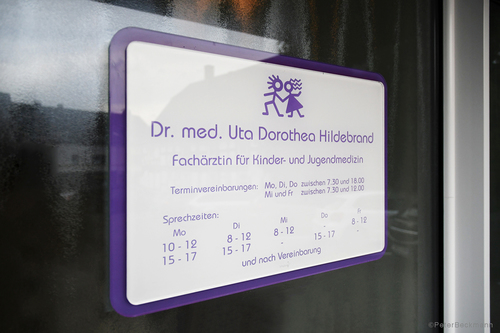 Dr. med. Uta Dorothea Hildebrand
Fachärztin für Kinder- und Jugendmedizin
Terminvereinbarungen: Mo, Di, Do zwischen 7.30 und 18.00
Mi und Fr zwischen 7.30 und 12.00
Sprechzeiten:
Mo Di Mi Do Fr
10 - 12 8 - 12 8 - 12 - 8 - 12
15 - 17 15 - 17 - 15 - 17 -
und nach Vereinbarung